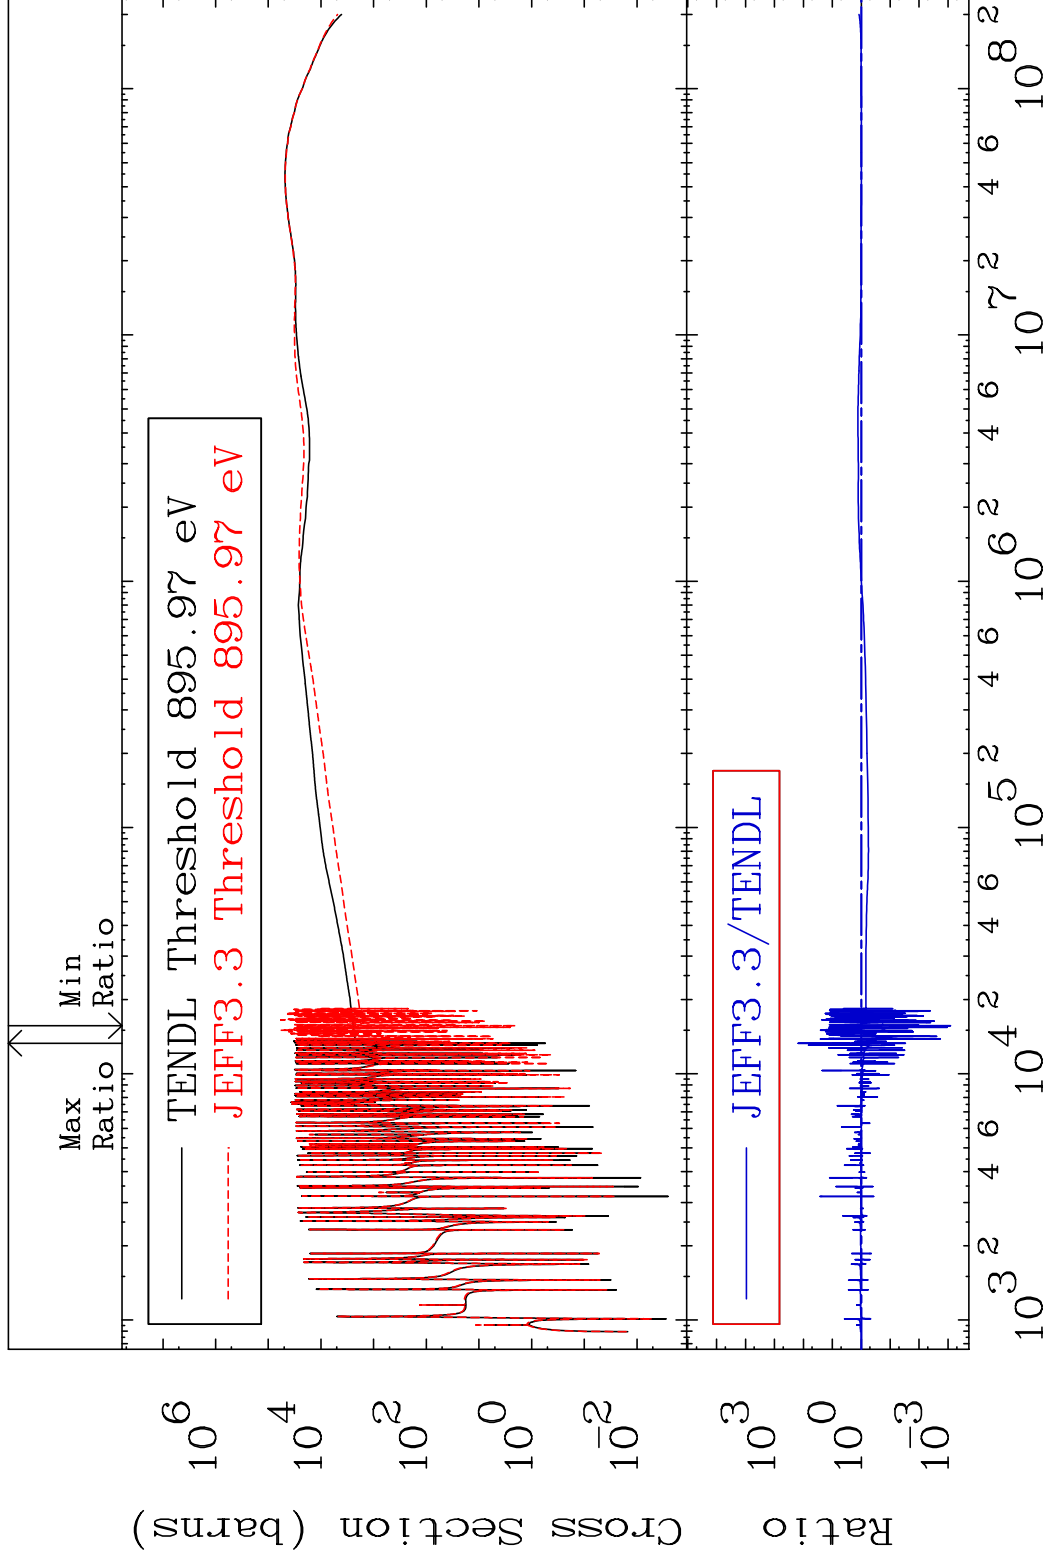 Max
Ratio
Min
Ratio
TENDL Threshold 895.97 eV
JEFF3.3 Threshold 895.97 eV
10^6
10^4
10^2
10^0
10^-2
Cross Section (barns)
JEFF3.3/TENDL
10^3
10^0
10^-3
Ratio
10^3 2 4 6 10^4 2 4 6 10^5 2 4 6 10^6 2 4 6 10^7 2 4 6 10^8 2